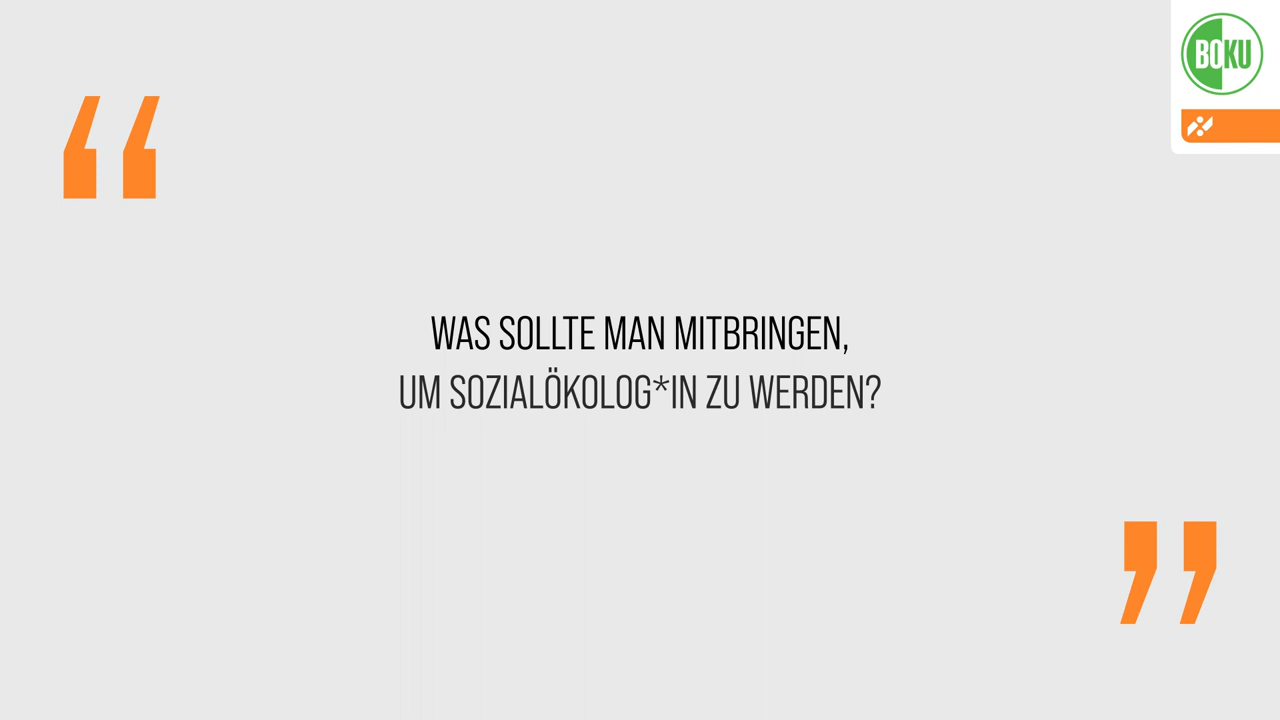 BOKU
“
WAS SOLLTE MAN MITBRINGEN,
UM SOZIALÖKOLOG*IN ZU WERDEN?
”